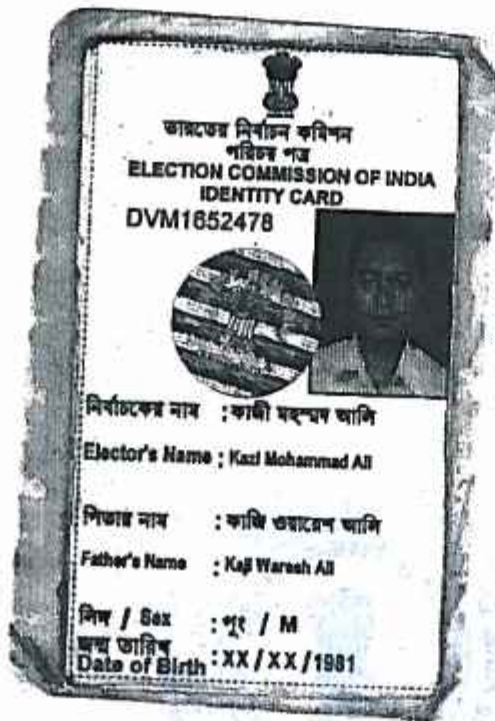 ভারতের নির্বাচন কমিশন
পরিচয় পত্র
ELECTION COMMISSION OF INDIA
IDENTITY CARD
DVM1652478
নির্বাচকের নাম : কাজী মহম্মদ আলি
Elector's Name : Kazi Mohammad Ali
পিতার নাম : কাজি ওয়ারেশ আলি
Father's Name : Kaji Waresh Ali
লিঙ্গ / Sex : পুং / M
জন্ম তারিখ
Date of Birth : XX / XX / 1981